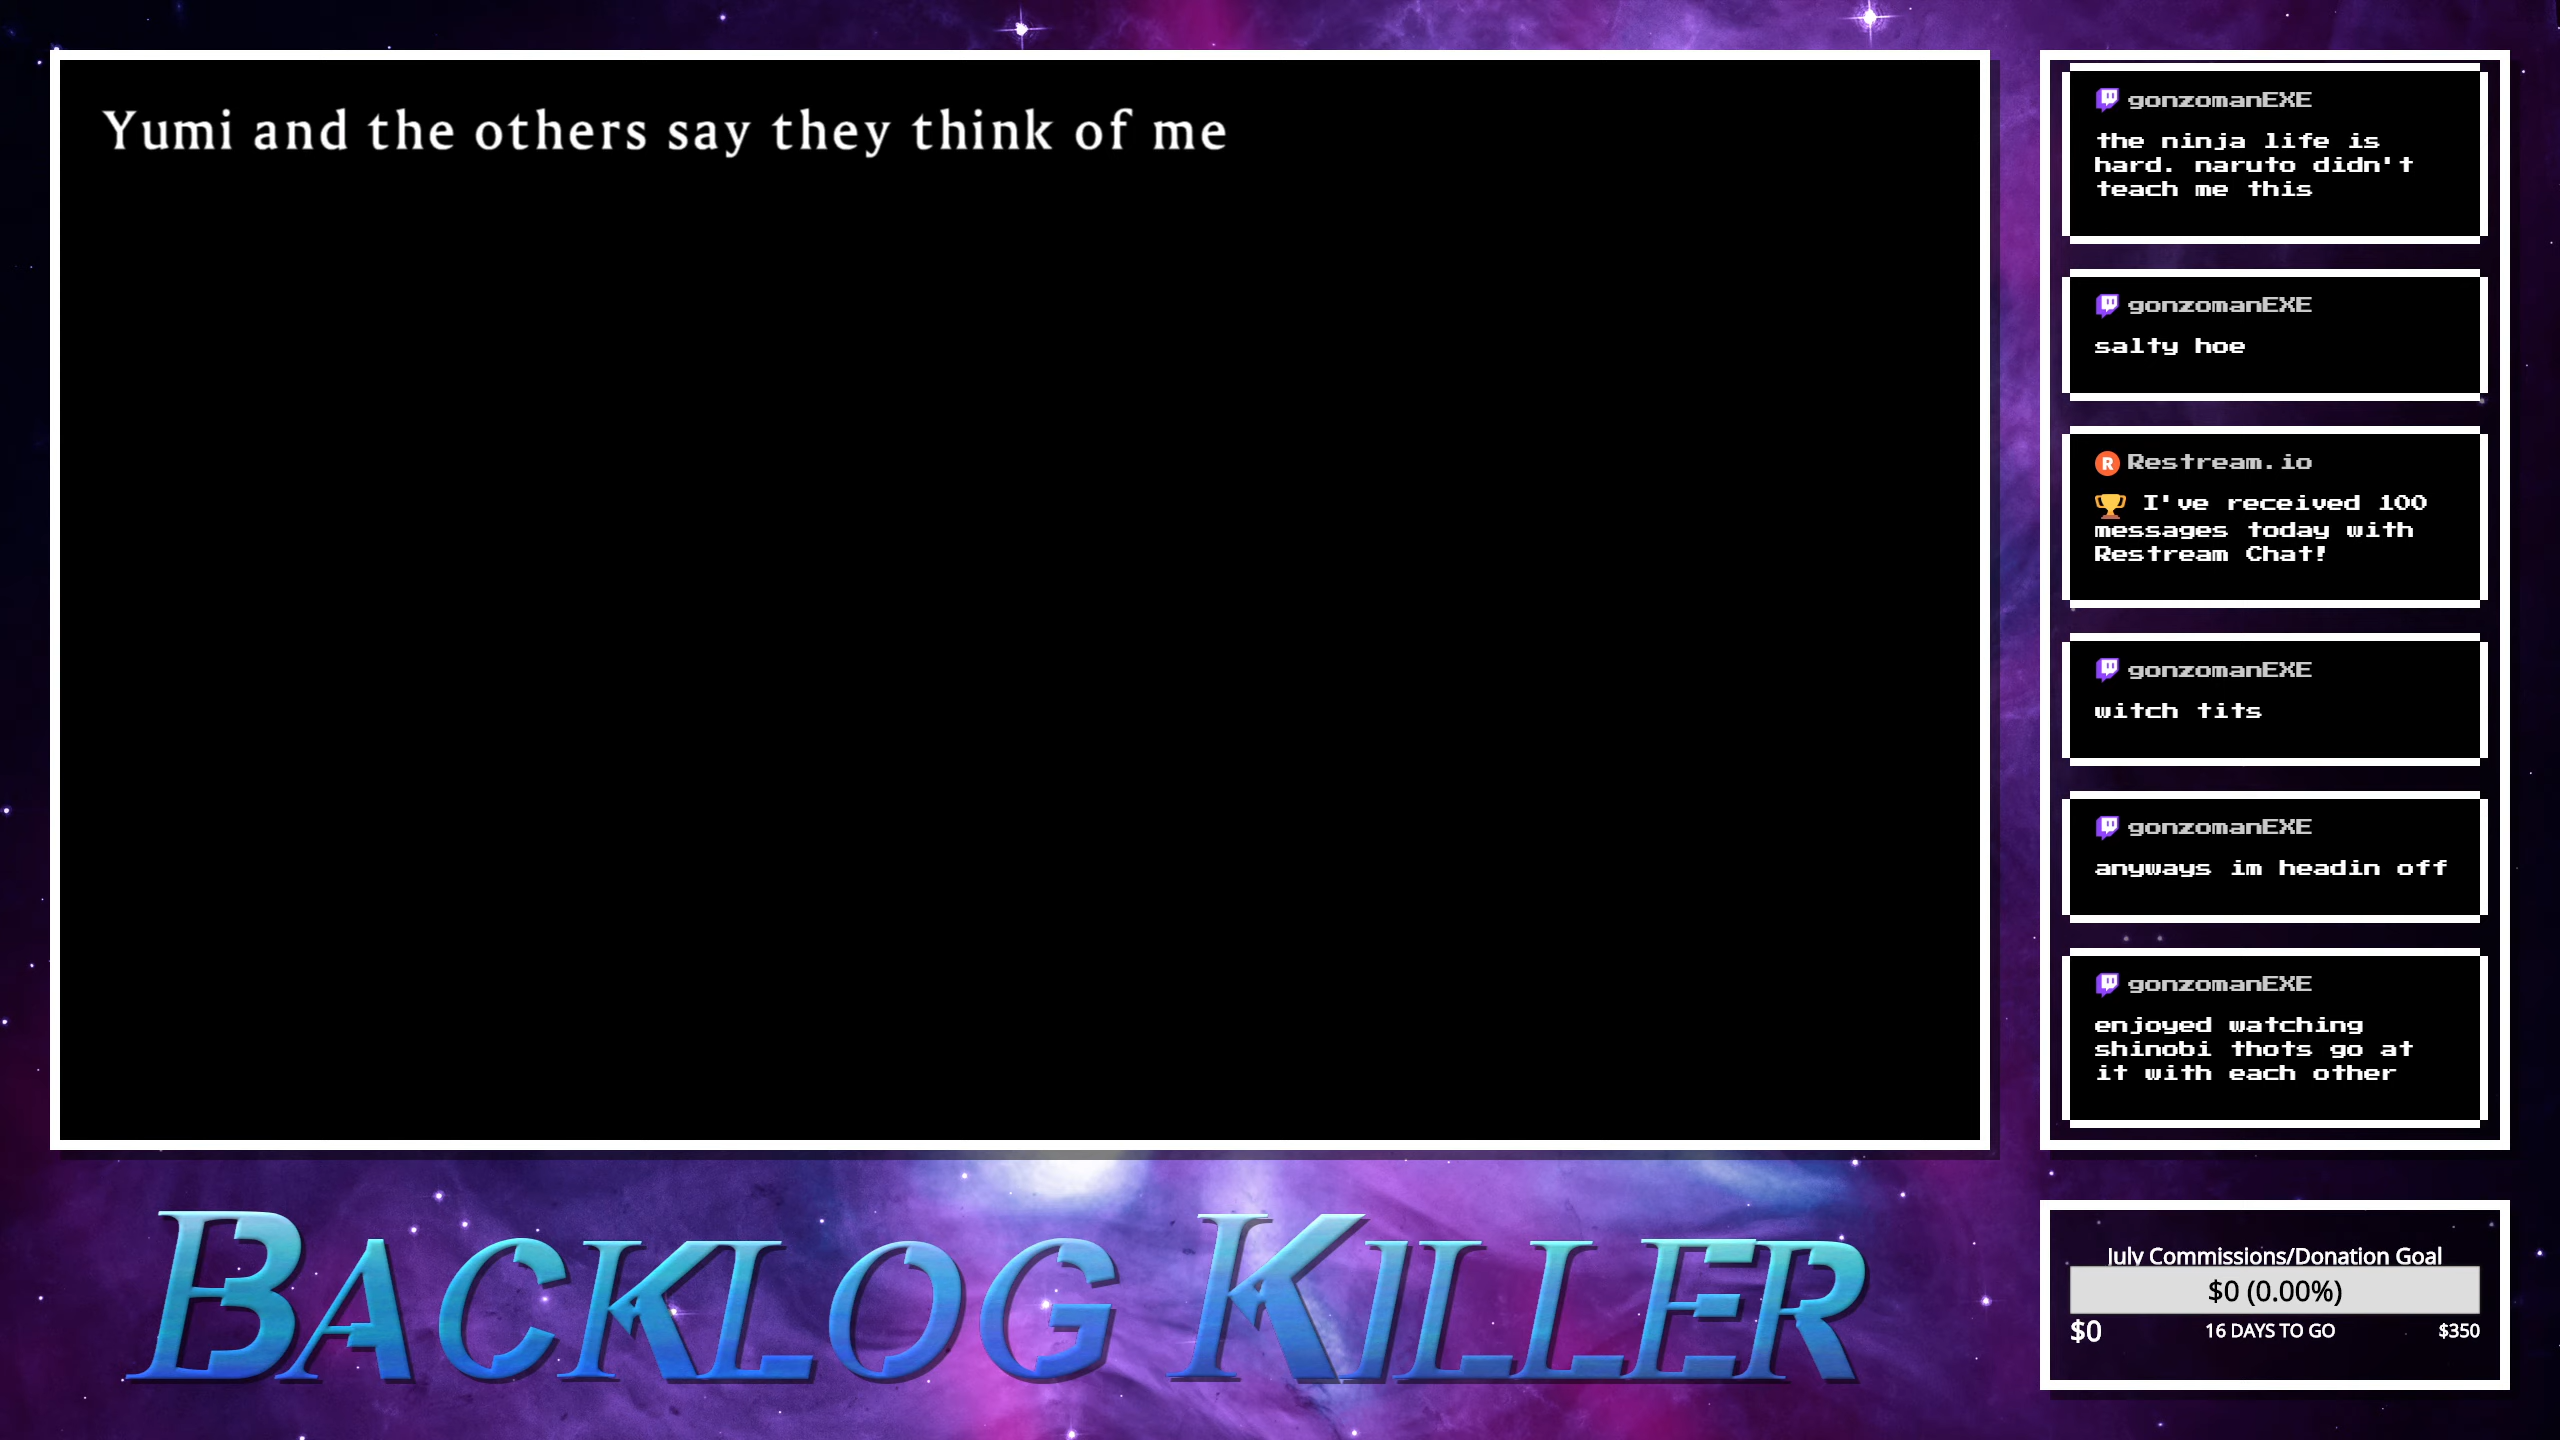 Yumi and the others say they think of me
gonzomanEXE
the ninja life is
hard. naruto didn't
teach me this
gonzomanEXE
salty hoe
Restream.io
🏆 I've received 100
messages today with
Restream Chat!
gonzomanEXE
witch tits
gonzomanEXE
anyways im headin off
gonzomanEXE
enjoyed watching
shinobi thots go at
it with each other
BACKLOG KILLER
July Commissions/Donation Goal
$0 (0.00%)
$0 16 DAYS TO GO $350